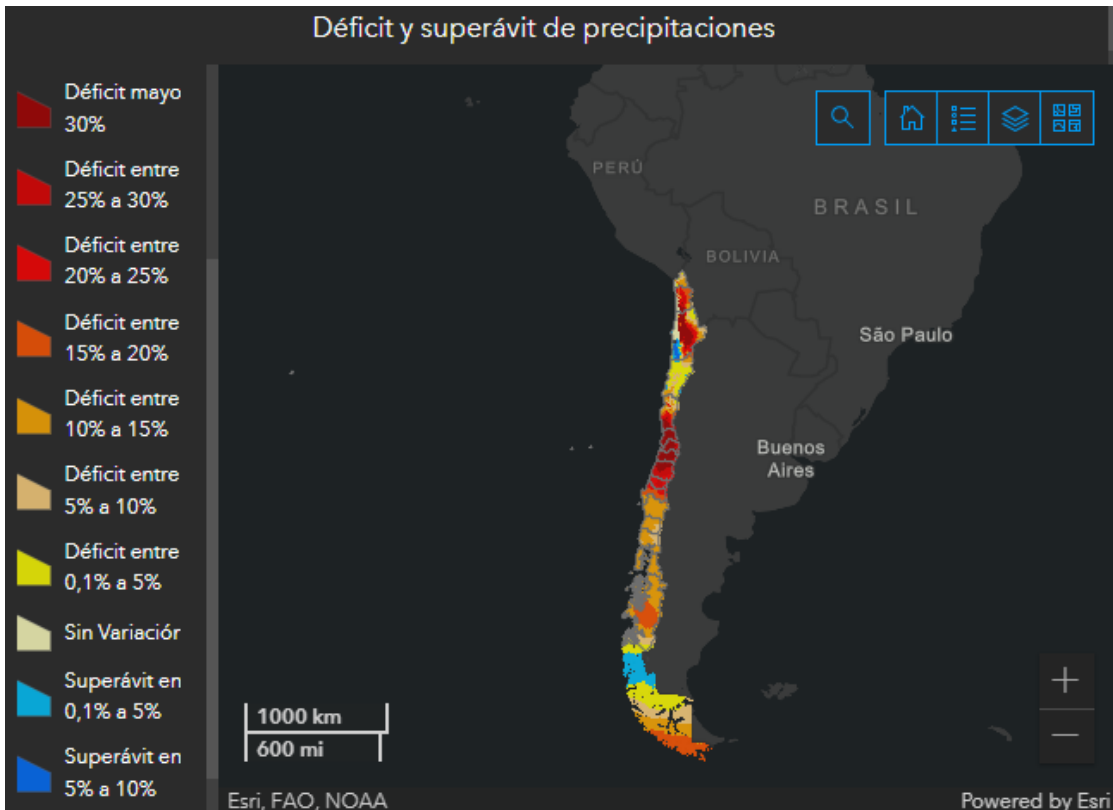 Déficit y superávit de precipitaciones
Déficit mayo
30%
Déficit entre
25% a 30%
Déficit entre
20% a 25%
Déficit entre
15% a 20%
Déficit entre
10% a 15%
Déficit entre
5% a 10%
Déficit entre
0,1% a 5%
Sin Variación
Superávit en
0,1% a 5%
Superávit en
5% a 10%
PERÚ
BRASIL
BOLIVIA
São Paulo
Buenos
Aires
1000 km
600 mi
Esri, FAO, NOAA
Powered by Esri